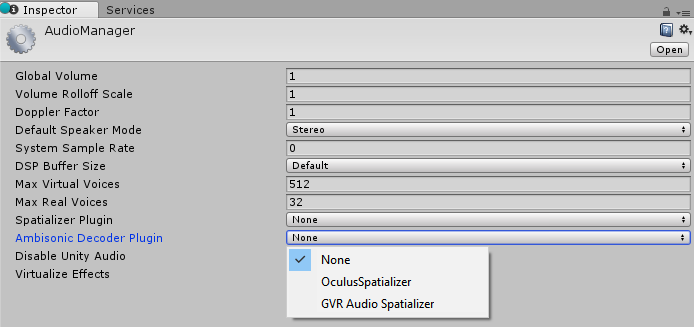 Inspector Services
AudioManager
Open
Global Volume 1
Volume Rolloff Scale 1
Doppler Factor 1
Default Speaker Mode Stereo
System Sample Rate 0
DSP Buffer Size Default
Max Virtual Voices 512
Max Real Voices 32
Spatializer Plugin None
Ambisonic Decoder Plugin None
Disable Unity Audio
Virtualize Effects
None
OculusSpatializer
GVR Audio Spatializer